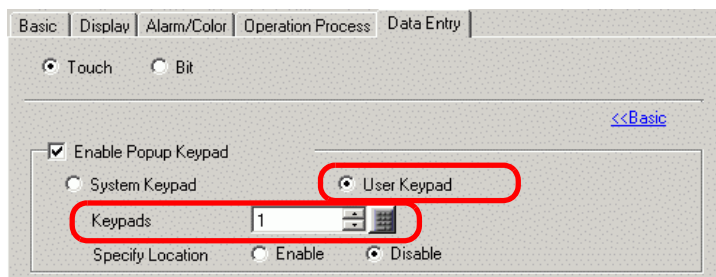 Basic Display Alarm/Color Operation Process Data Entry
Touch Bit
<<Basic
Enable Popup Keypad
System Keypad User Keypad
Keypads 1
Specify Location Enable Disable